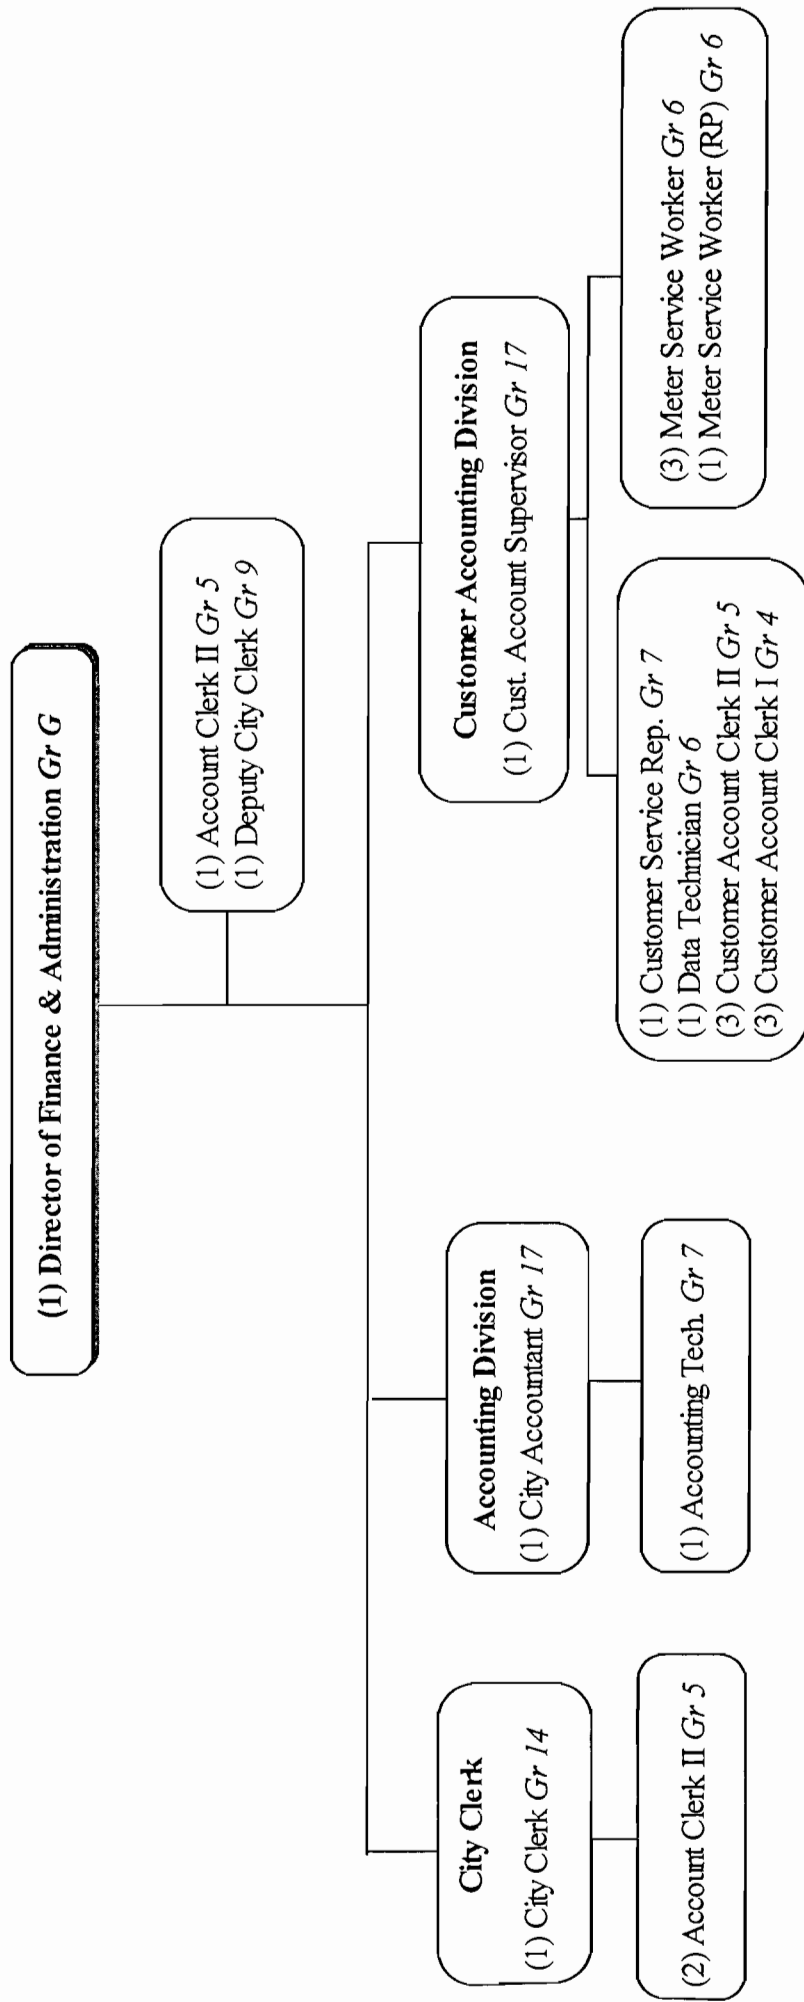 (1) Director of Finance & Administration Gr G
(1) Account Clerk II Gr 5
(1) Deputy City Clerk Gr 9
City Clerk
(1) City Clerk Gr 14
(2) Account Clerk II Gr 5
Accounting Division
(1) City Accountant Gr 17
(1) Accounting Tech. Gr 7
Customer Accounting Division
(1) Cust. Account Supervisor Gr 17
(1) Customer Service Rep. Gr 7
(1) Data Technician Gr 6
(3) Customer Account Clerk II Gr 5
(3) Customer Account Clerk I Gr 4
(3) Meter Service Worker Gr 6
(1) Meter Service Worker (RP) Gr 6